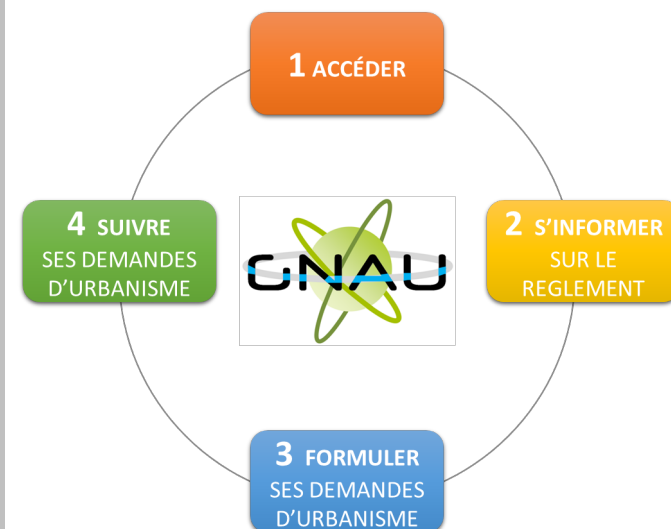 1 ACCÉDER
2 S’INFORMER
SUR LE
REGLEMENT
3 FORMULER
SES DEMANDES
D’URBANISME
4 SUIVRE
SES DEMANDES
D’URBANISME
GNAU